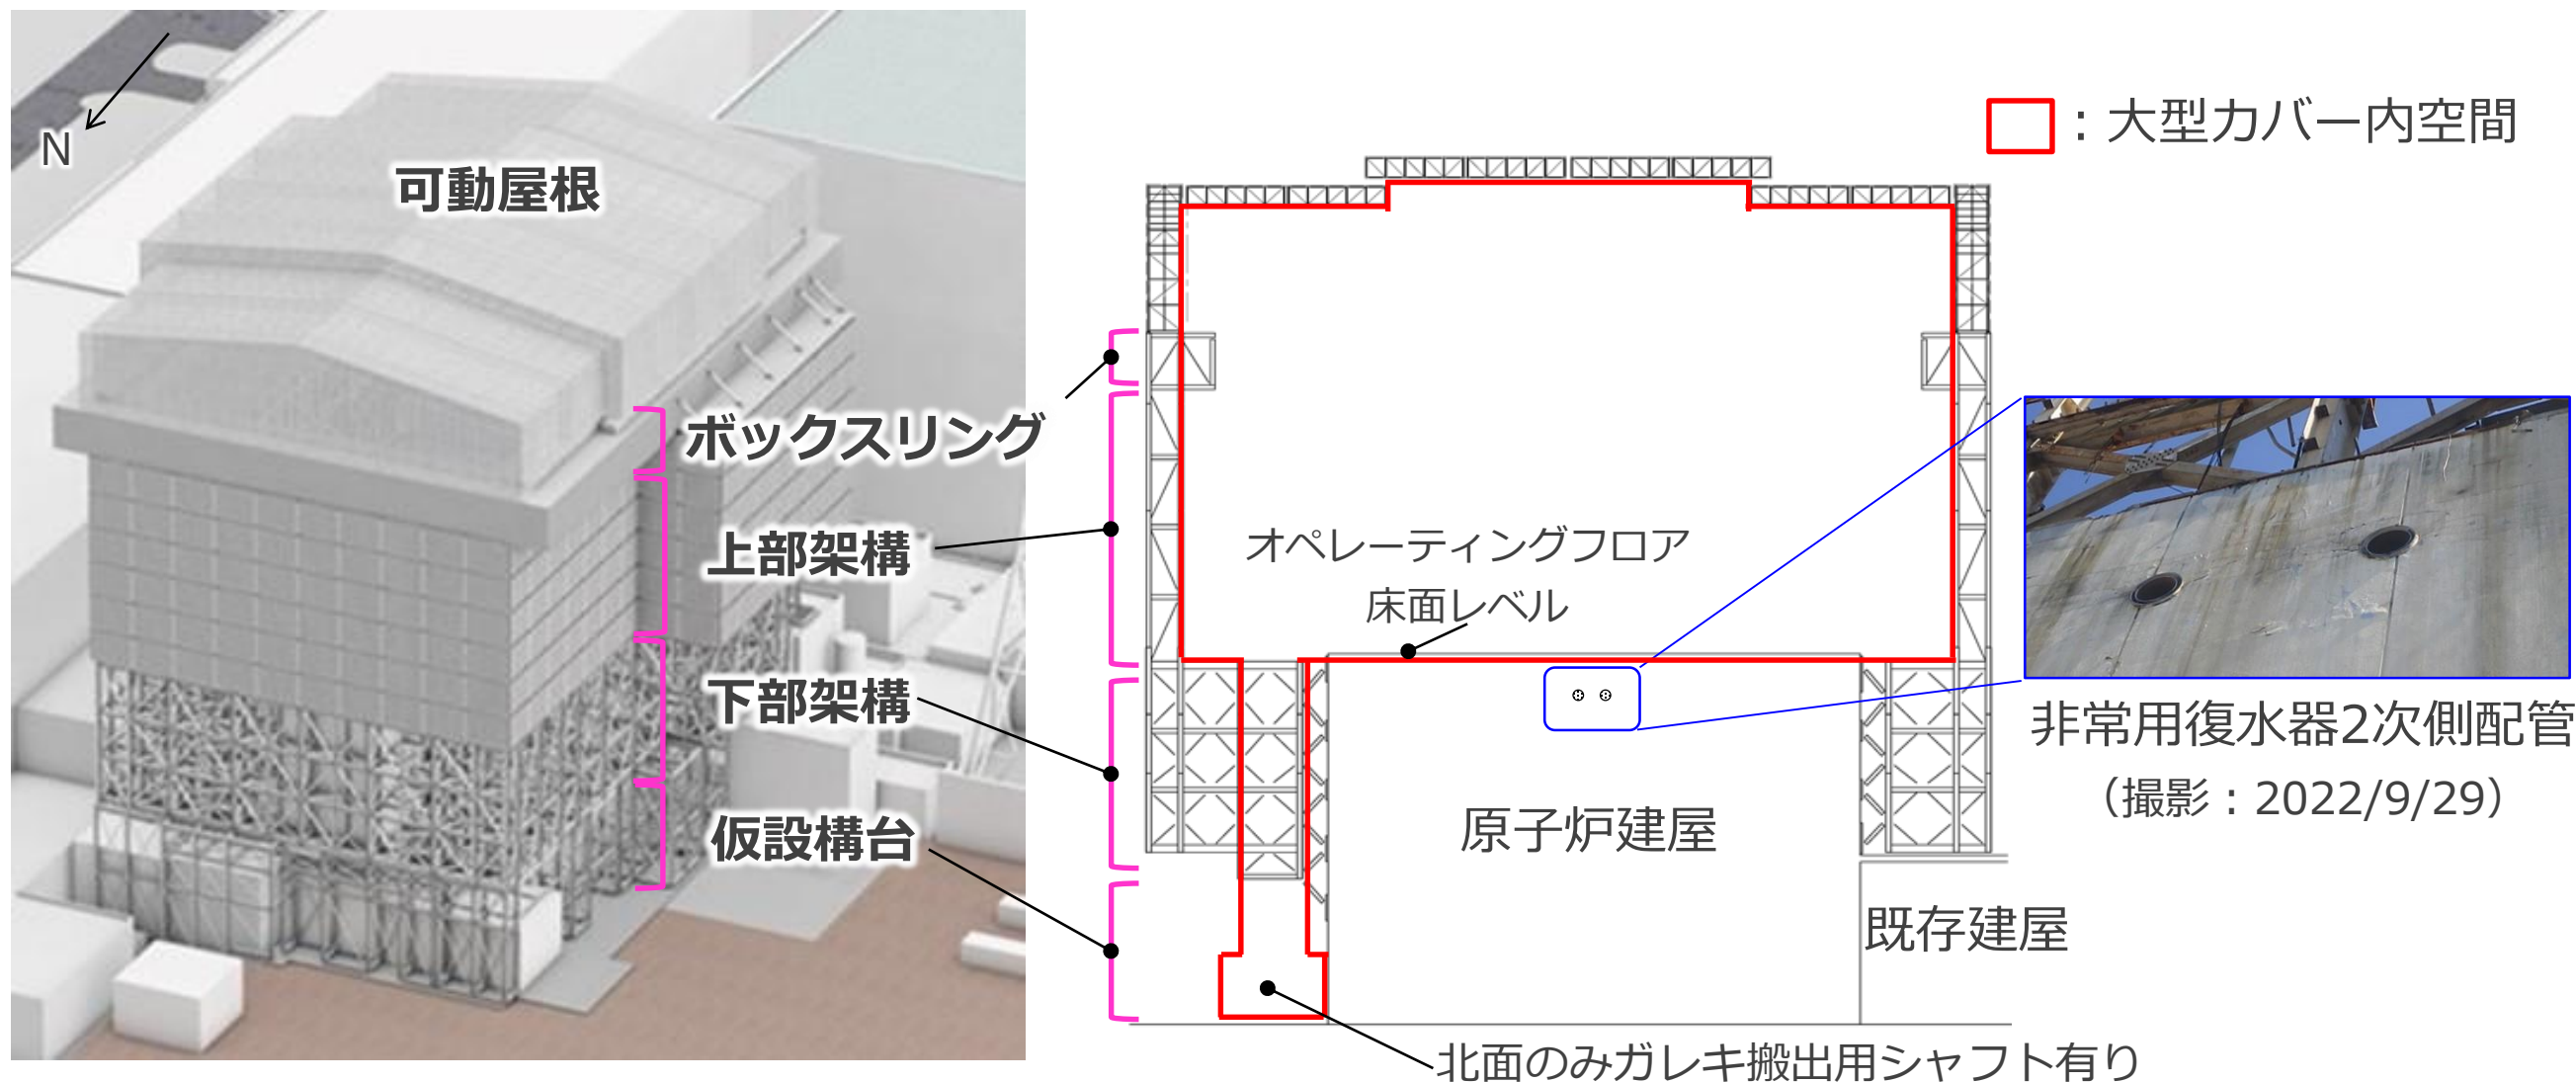 N
可動屋根
ボックスリング
上部架構
下部架構
仮設構台
：大型カバー内空間
オペレーティングフロア
床面レベル
原子炉建屋
既存建屋
北面のみガレキ搬出用シャフト有り
非常用復水器2次側配管
（撮影：2022/9/29）